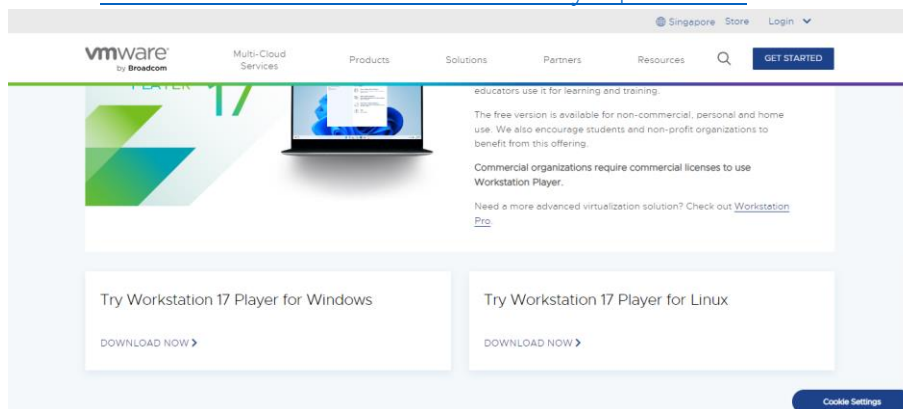 Singapore Store Login
vmware
by Broadcom
Multi-Cloud
Services
Products
Solutions
Partners
Resources
GET STARTED
PLAYER 17
educators use it for learning and training.
The free version is available for non-commercial, personal and home
use. We also encourage students and non-profit organizations to
benefit from this offering.
Commercial organizations require commercial licenses to use
Workstation Player.
Need a more advanced virtualization solution? Check out Workstation
Pro.
Try Workstation 17 Player for Windows
DOWNLOAD NOW
Try Workstation 17 Player for Linux
DOWNLOAD NOW
Cookie Settings